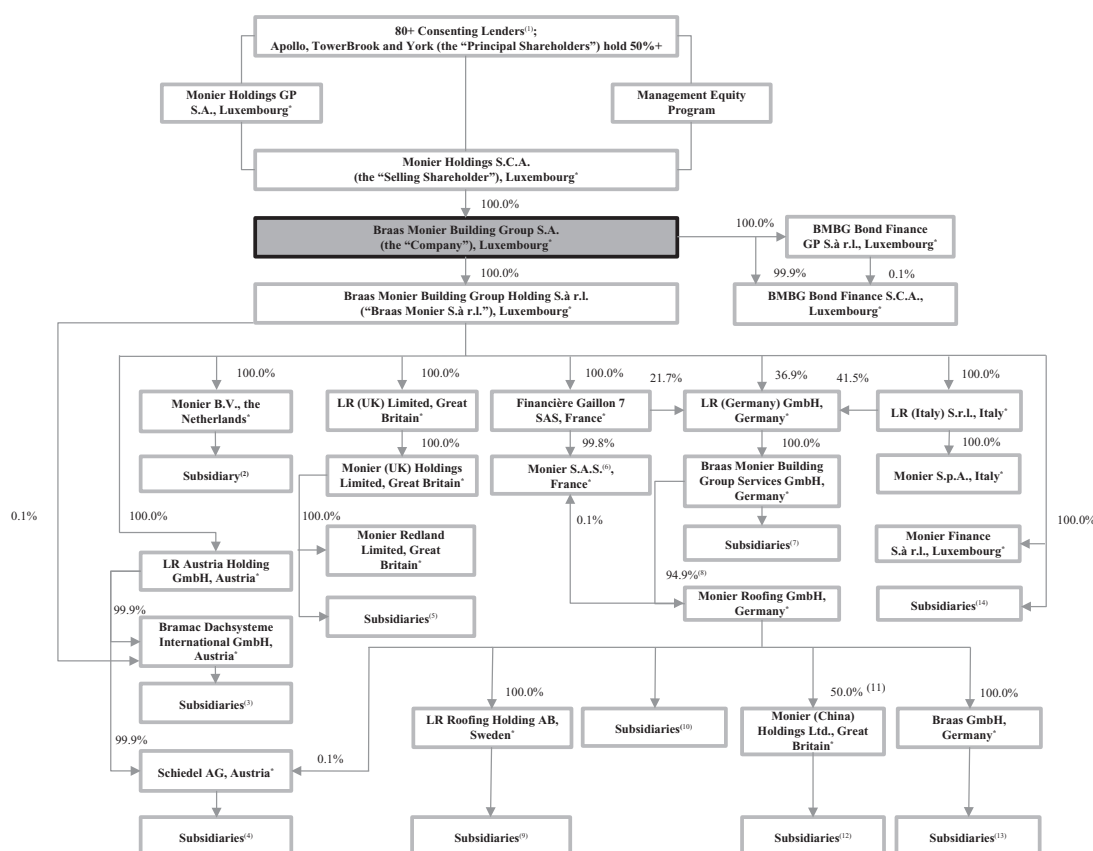 80+ Consenting Lenders(1);
Apollo, TowerBrook and York (the “Principal Shareholders”) hold 50%+
Monier Holdings GP
S.A., Luxembourg*
Management Equity
Program
Monier Holdings S.C.A.
(the “Selling Shareholder”), Luxembourg*
100.0%
Braas Monier Building Group S.A.
(the “Company”), Luxembourg*
100.0%
BMBG Bond Finance
GP S.à r.l., Luxembourg*
100.0%
99.9%
0.1%
Braas Monier Building Group Holding S.à r.l.
(“Braas Monier S.à r.l.”), Luxembourg*
BMBG Bond Finance S.C.A.,
Luxembourg*
100.0%
100.0%
100.0%
21.7%
36.9%
41.5%
100.0%
Monier B.V., the
Netherlands*
LR (UK) Limited, Great
Britain*
Financière Gaillon 7
SAS, France*
LR (Germany) GmbH,
Germany*
LR (Italy) S.r.l., Italy*
100.0%
99.8%
100.0%
100.0%
Subsidiary(2)
Monier (UK) Holdings
Limited, Great Britain*
Monier S.A.S.(6),
France*
Braas Monier Building
Group Services GmbH,
Germany*
Monier S.p.A., Italy*
0.1%
100.0%
100.0%
0.1%
100.0%
Monier Redland
Limited, Great
Britain*
Subsidiaries(7)
Monier Finance
S.à r.l., Luxembourg*
LR Austria Holding
GmbH, Austria*
94.9%(8)
99.9%
Subsidiaries(5)
Monier Roofing GmbH,
Germany*
Subsidiaries(14)
Bramac Dachsysteme
International GmbH,
Austria*
Subsidiaries(3)
100.0%
50.0% (11)
100.0%
LR Roofing Holding AB,
Sweden*
Subsidiaries(10)
Monier (China)
Holdings Ltd., Great
Britain*
Braas GmbH,
Germany*
99.9%
0.1%
Schiedel AG, Austria*
Subsidiaries(4)
Subsidiaries(9)
Subsidiaries(12)
Subsidiaries(13)